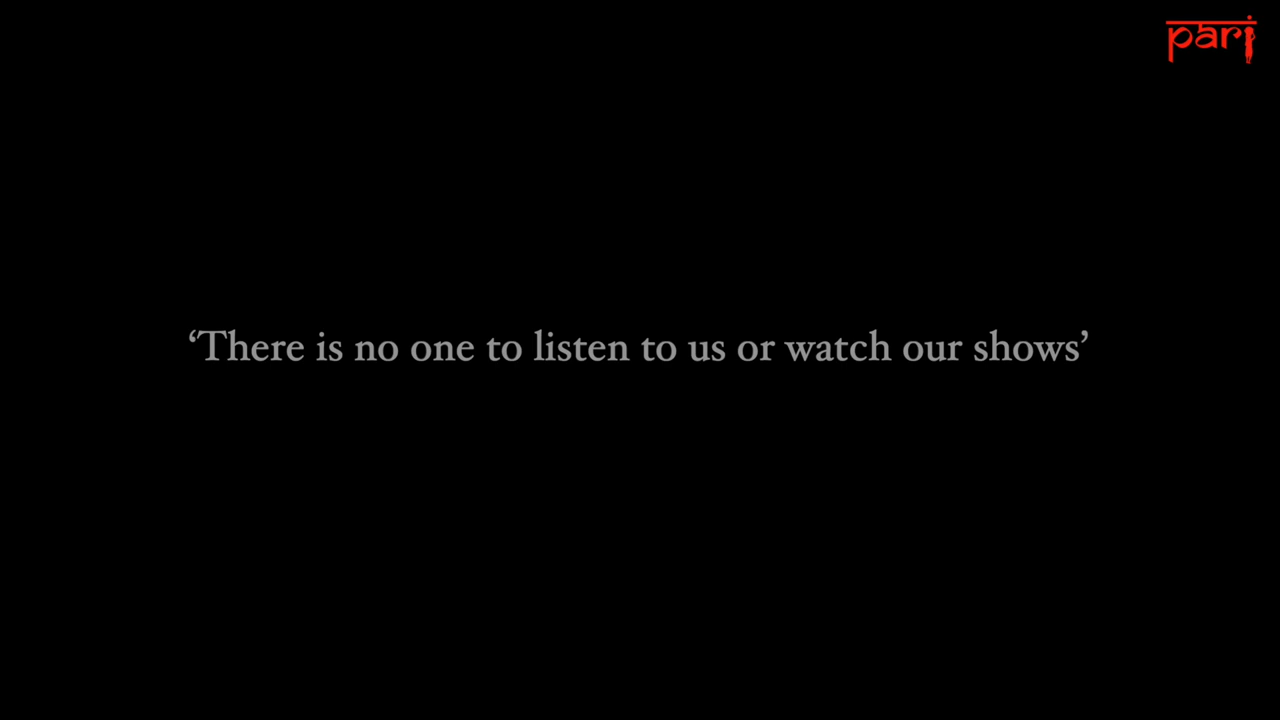 pari
‘There is no one to listen to us or watch our shows’